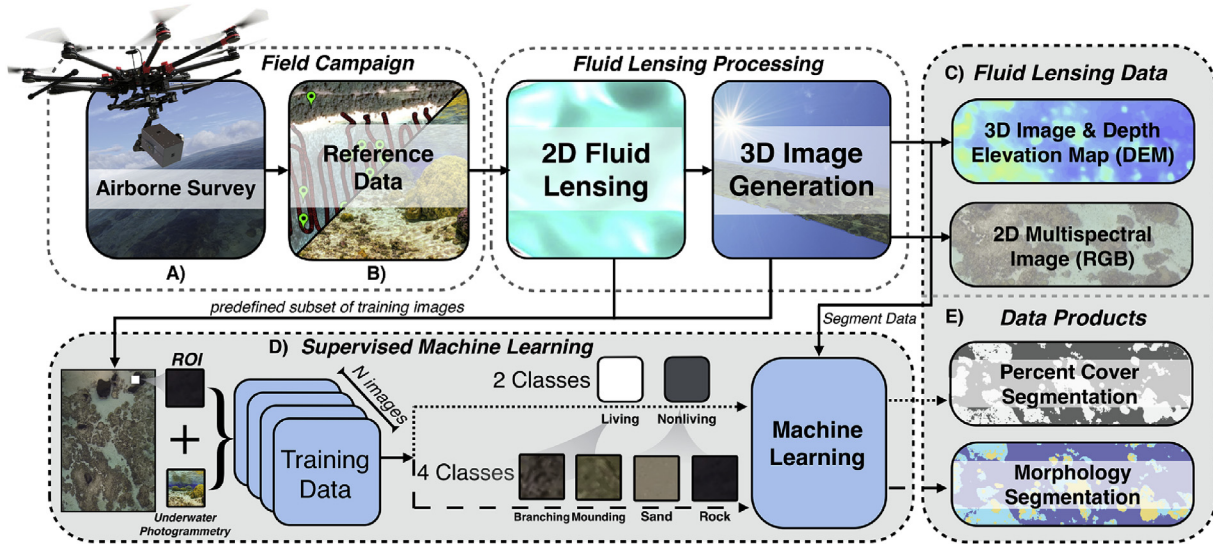 Field Campaign
Airborne Survey
A)
Reference
Data
B)
Fluid Lensing Processing
2D Fluid
Lensing
3D Image
Generation
C) Fluid Lensing Data
3D Image & Depth
Elevation Map (DEM)
2D Multispectral
Image (RGB)
predefined subset of training images
Segment Data
D) Supervised Machine Learning
ROI
+
Underwater
Photogrammetry
N images
Training
Data
2 Classes
Living
Nonliving
4 Classes
Branching
Mounding
Sand
Rock
Machine
Learning
E) Data Products
Percent Cover
Segmentation
Morphology
Segmentation